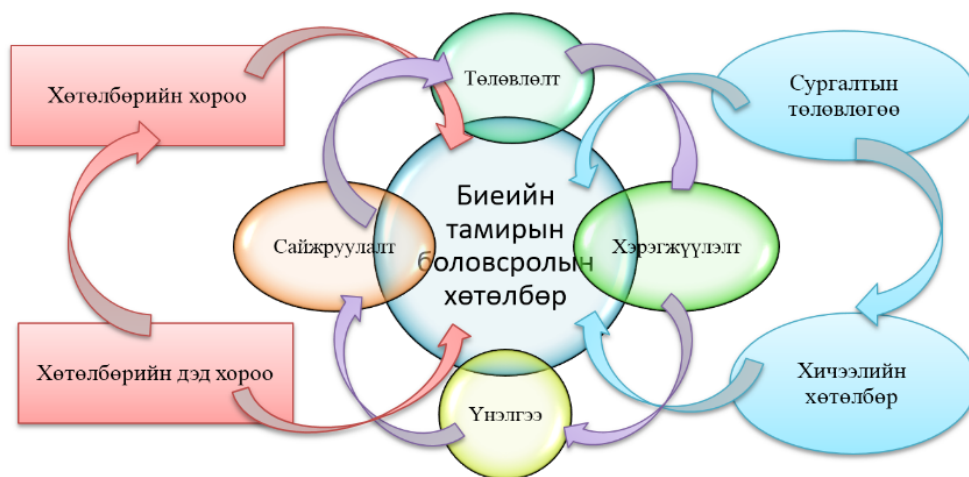 Хөтөлбөрийн хороо
Төлөвлөлт
Сургалтын
төлөвлөгөө
Биеийн
тамирын
боловсролын
хөтөлбөр
Сайжруулалт
Хэрэгжүүлэлт
Хөтөлбөрийн дэд хороо
Үнэлгээ
Хичээлийн
хөтөлбөр